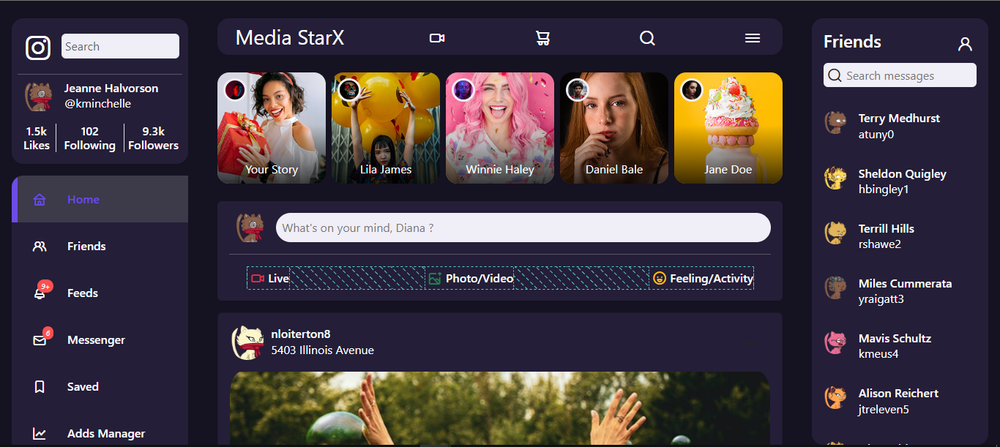 Search
Jeanne Halvorson
@kminchelle
1.5k
Likes
102
Following
9.3k
Followers
Home
Friends
9+
Feeds
6
Messenger
Saved
Adds Manager
Media StarX
Your Story
Lila James
Winnie Haley
Daniel Bale
Jane Doe
What's on your mind, Diana ?
Live
Photo/Video
Feeling/Activity
nloiterton8
5403 Illinois Avenue
Friends
Search messages
Terry Medhurst
atuny0
Sheldon Quigley
hbingley1
Terrill Hills
rshawe2
Miles Cummerata
yraigatt3
Mavis Schultz
kmeus4
Alison Reichert
jtreleven5